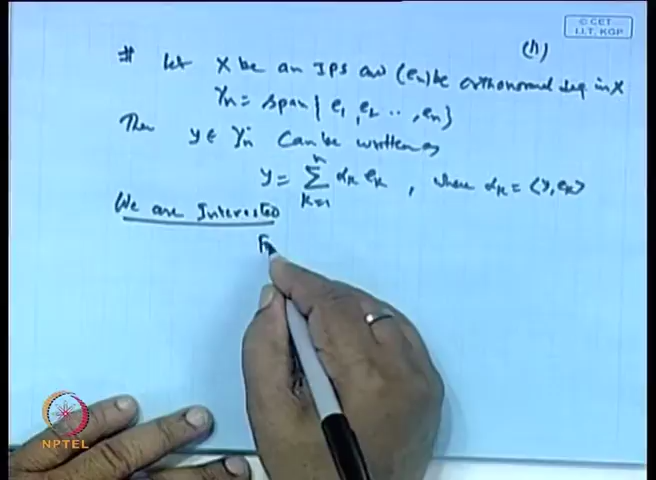 © CET
I.I.T. KGP
(11)
# Let X be an IPS and (en) be orthonormal seq in X
Yn = span { e1, e2 .. , en }
Then y ∈ Yn can be written as
y = Σ_{k=1}^{n} αk ek , where αk = <y, ek>
We are Interested
F
NPTEL